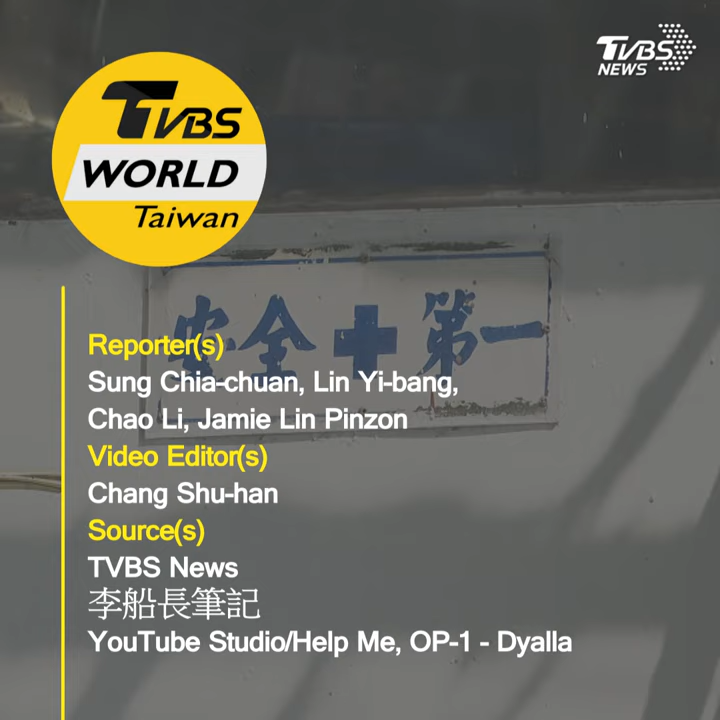 TVBS
NEWS
TVBS
WORLD
Taiwan
安全 第一
Reporter(s)
Sung Chia-chuan, Lin Yi-bang,
Chao Li, Jamie Lin Pinzon
Video Editor(s)
Chang Shu-han
Source(s)
TVBS News
李船長筆記
YouTube Studio/Help Me, OP-1 - Dyalla